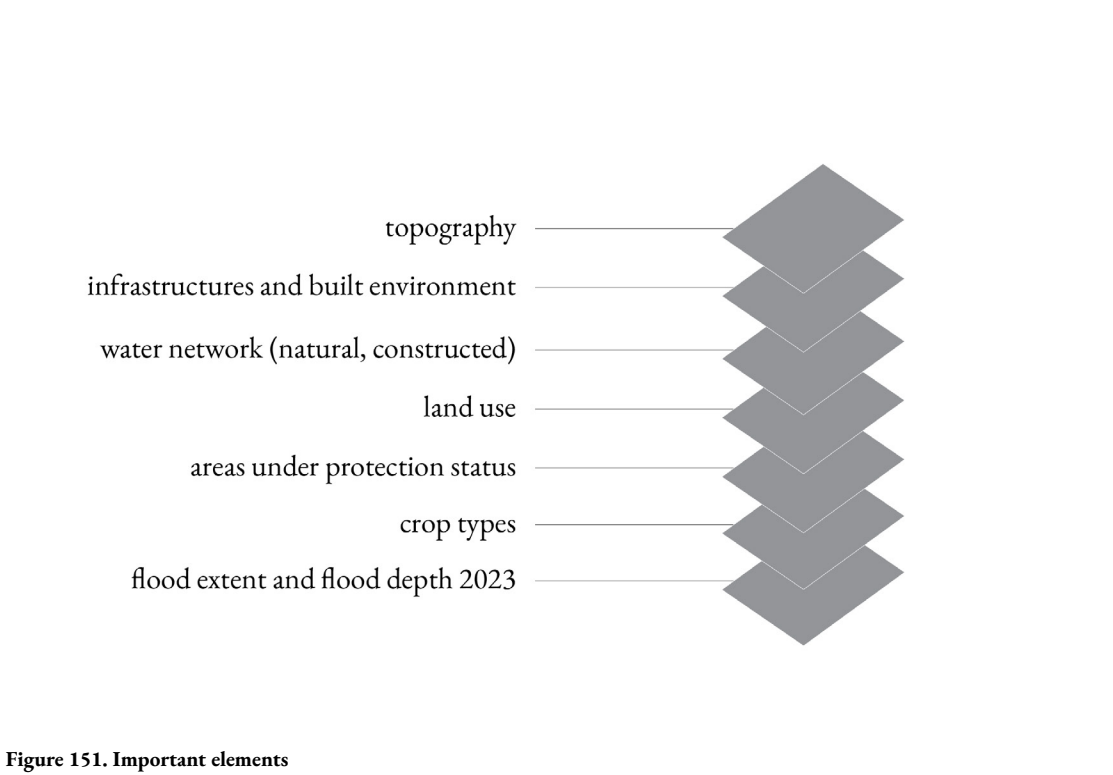 topography
infrastructures and built environment
water network (natural, constructed)
land use
areas under protection status
crop types
flood extent and flood depth 2023
Figure 151. Important elements